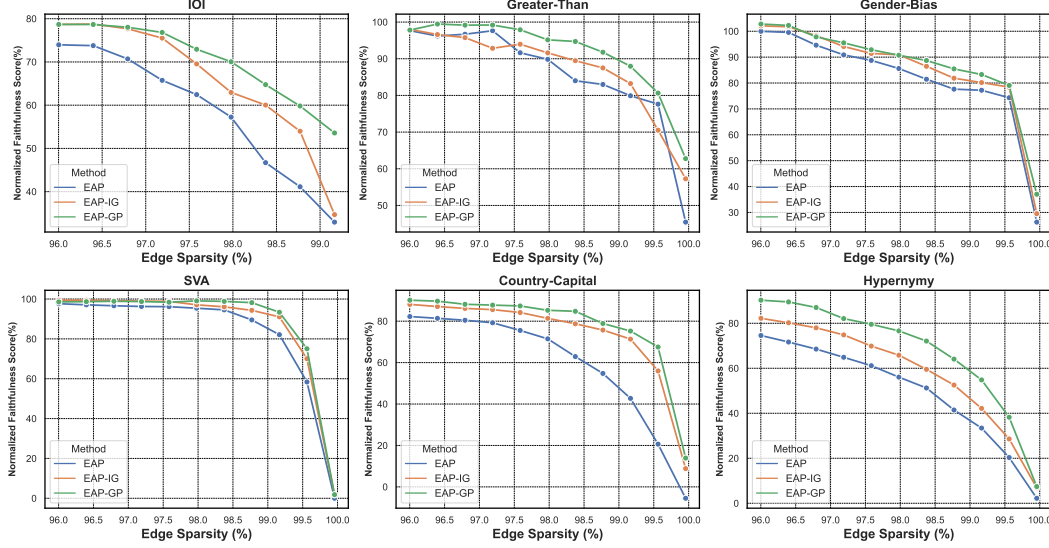 IOI
Normalized Faithfulness Score(%)
80
70
60
50
40
Method
EAP
EAP-IG
EAP-GP
96.0 96.5 97.0 97.5 98.0 98.5 99.0
Edge Sparsity (%)
Greater-Than
Normalized Faithfulness Score(%)
100
90
80
70
60
50
Method
EAP
EAP-IG
EAP-GP
96.0 96.5 97.0 97.5 98.0 98.5 99.0 99.5 100.0
Edge Sparsity (%)
Gender-Bias
Normalized Faithfulness Score(%)
100
90
80
70
60
50
40
30
Method
EAP
EAP-IG
EAP-GP
96.0 96.5 97.0 97.5 98.0 98.5 99.0 99.5 100.0
Edge Sparsity (%)
SVA
Normalized Faithfulness Score(%)
100
80
60
40
20
0
Method
EAP
EAP-IG
EAP-GP
96.0 96.5 97.0 97.5 98.0 98.5 99.0 99.5 100.0
Edge Sparsity (%)
Country-Capital
Normalized Faithfulness Score(%)
80
60
40
20
0
Method
EAP
EAP-IG
EAP-GP
96.0 96.5 97.0 97.5 98.0 98.5 99.0 99.5 100.0
Edge Sparsity (%)
Hypernymy
Normalized Faithfulness Score(%)
80
60
40
20
0
Method
EAP
EAP-IG
EAP-GP
96.0 96.5 97.0 97.5 98.0 98.5 99.0 99.5 100.0
Edge Sparsity (%)